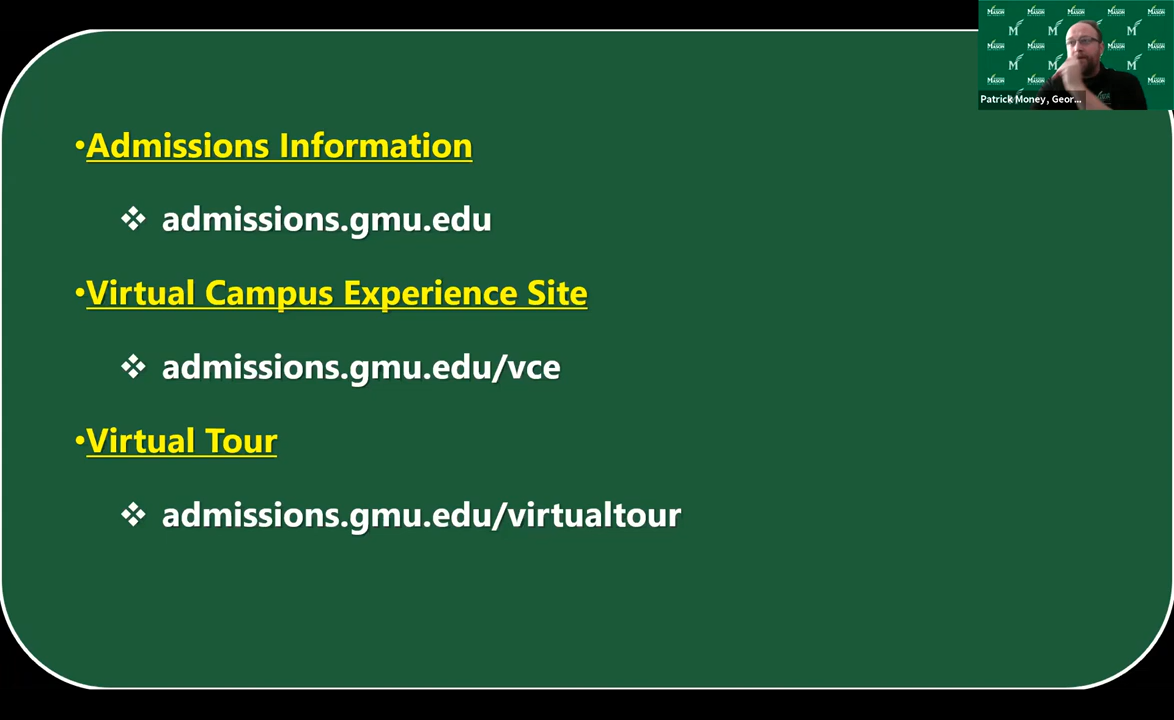 •Admissions Information
❖ admissions.gmu.edu
•Virtual Campus Experience Site
❖ admissions.gmu.edu/vce
•Virtual Tour
❖ admissions.gmu.edu/virtualtour
Patrick Money, Geor...